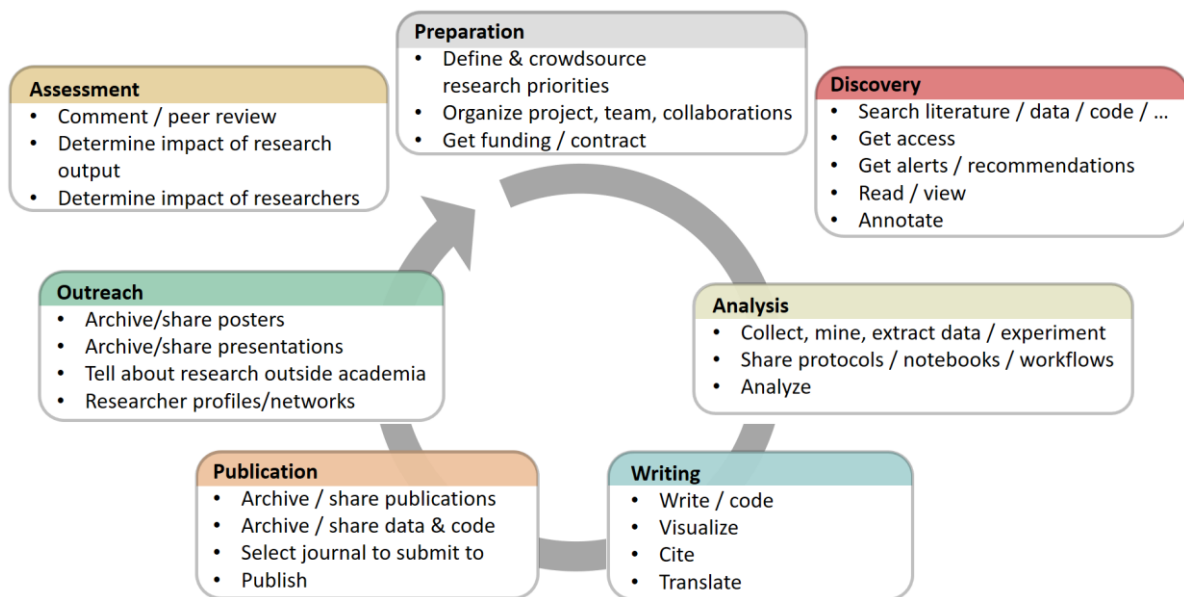 Preparation
• Define & crowdsource
research priorities
• Organize project, team, collaborations
• Get funding / contract
Discovery
• Search literature / data / code / ...
• Get access
• Get alerts / recommendations
• Read / view
• Annotate
Analysis
• Collect, mine, extract data / experiment
• Share protocols / notebooks / workflows
• Analyze
Writing
• Write / code
• Visualize
• Cite
• Translate
Publication
• Archive / share publications
• Archive / share data & code
• Select journal to submit to
• Publish
Outreach
• Archive/share posters
• Archive/share presentations
• Tell about research outside academia
• Researcher profiles/networks
Assessment
• Comment / peer review
• Determine impact of research
output
• Determine impact of researchers